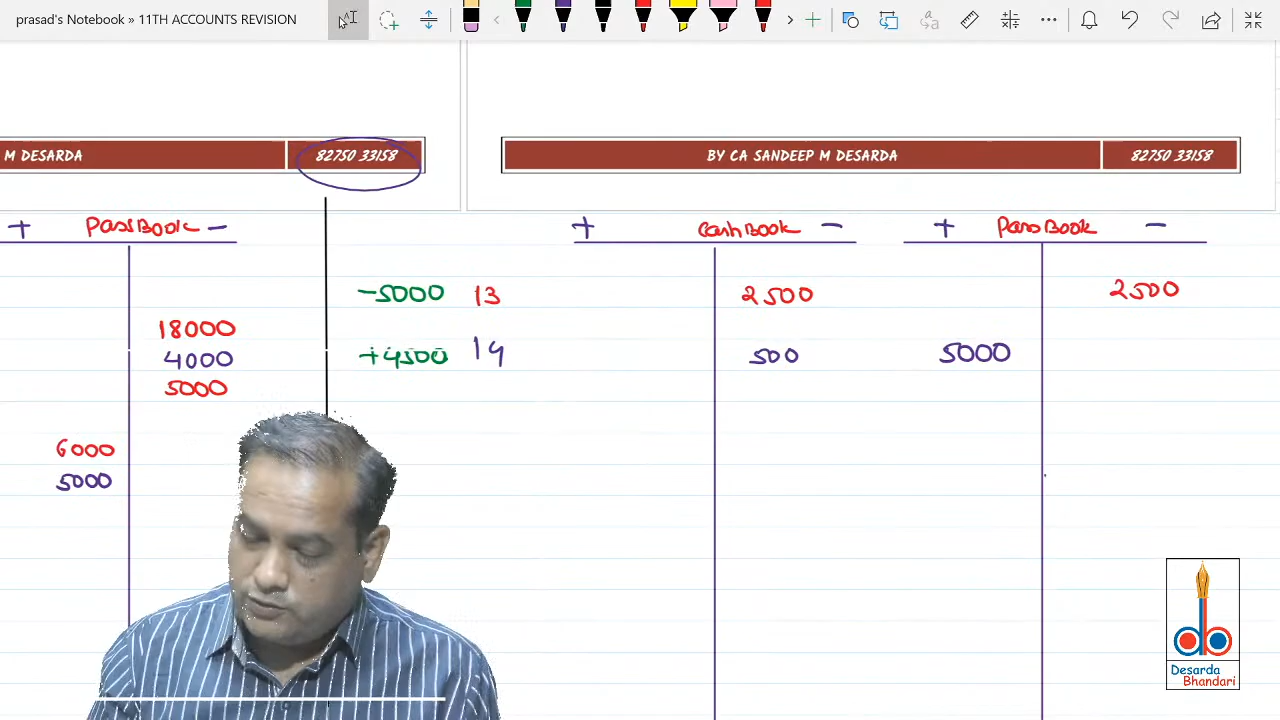 prasad's Notebook » 11TH ACCOUNTS REVISION
M DESARDA 82750 33158
BY CA SANDEEP M DESARDA 82750 33158
+ PassBook -
+ CashBook -
+ PassBook -
-5000 13 2500 2500
18000
4000 +4500 14 500 5000
5000
6000
5000
Desarda
Bhandari